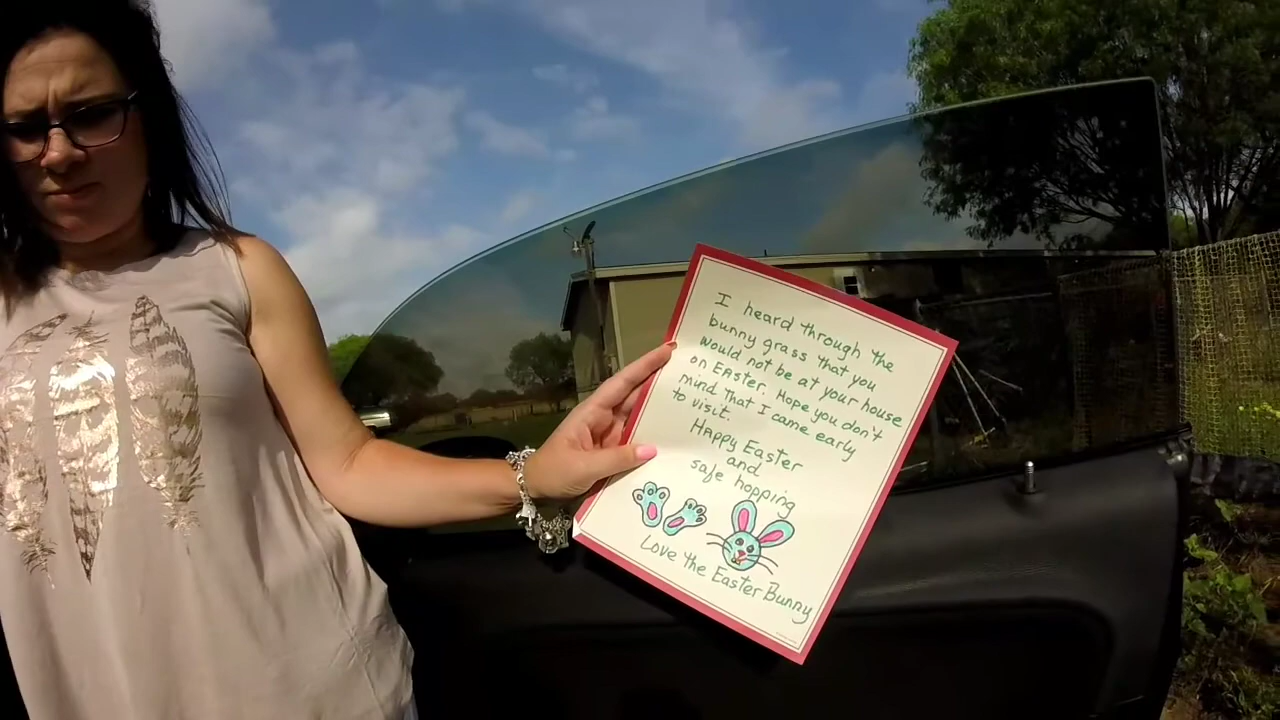 I heard through the
bunny grass that you
would not be at your house
on EAster. Hope you don't
mind that I came early
to visit.
HAppy EAster
and
safe hopping
Love the Easter Bunny